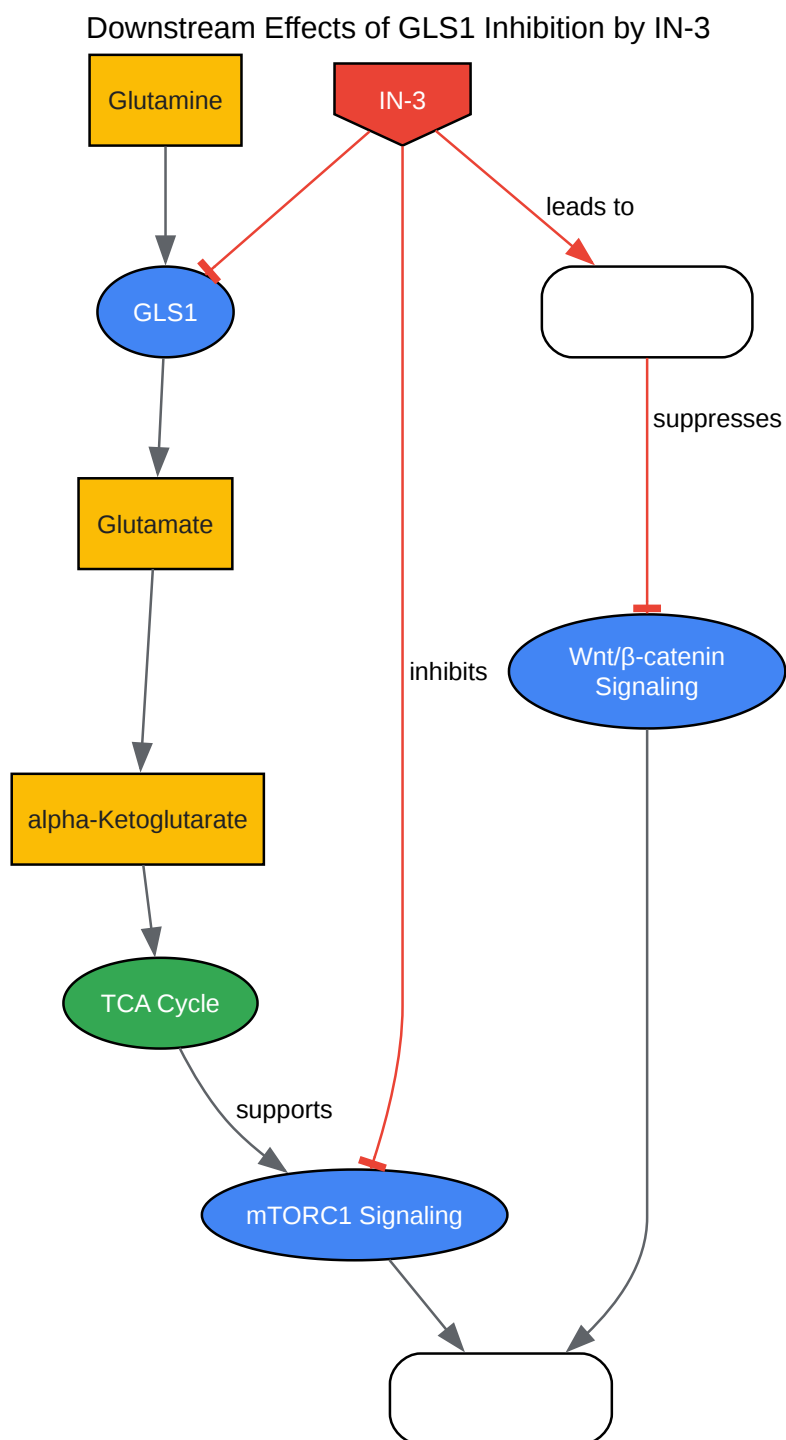 Downstream Effects of GLS1 Inhibition by IN-3
Glutamine
IN-3
leads to
GLS1
suppresses
Glutamate
Wnt/β-catenin
Signaling
inhibits
alpha-Ketoglutarate
TCA Cycle
supports
mTORC1 Signaling